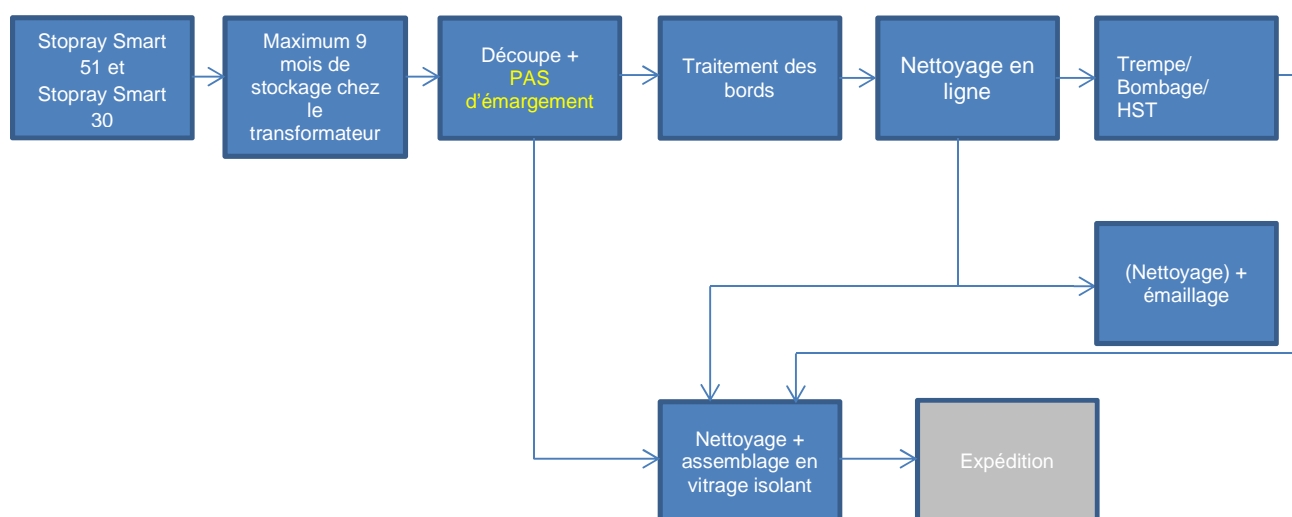 Stopray Smart
51 et
Stopray Smart
30
Maximum 9
mois de
stockage chez
le
transformateur
Découpe +
PAS
d’émargement
Traitement des
bords
Nettoyage en
ligne
Trempe/
Bombage/
HST
(Nettoyage) +
émaillage
Nettoyage +
assemblage en
vitrage isolant
Expédition